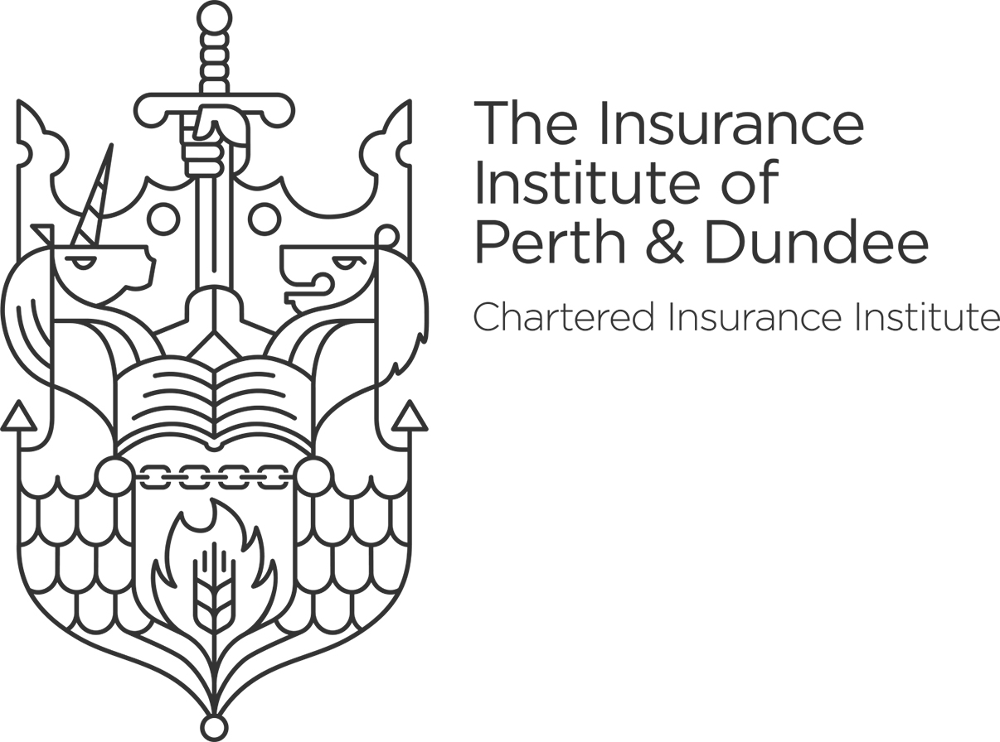 The Insurance
Institute of
Perth & Dundee
Chartered Insurance Institute